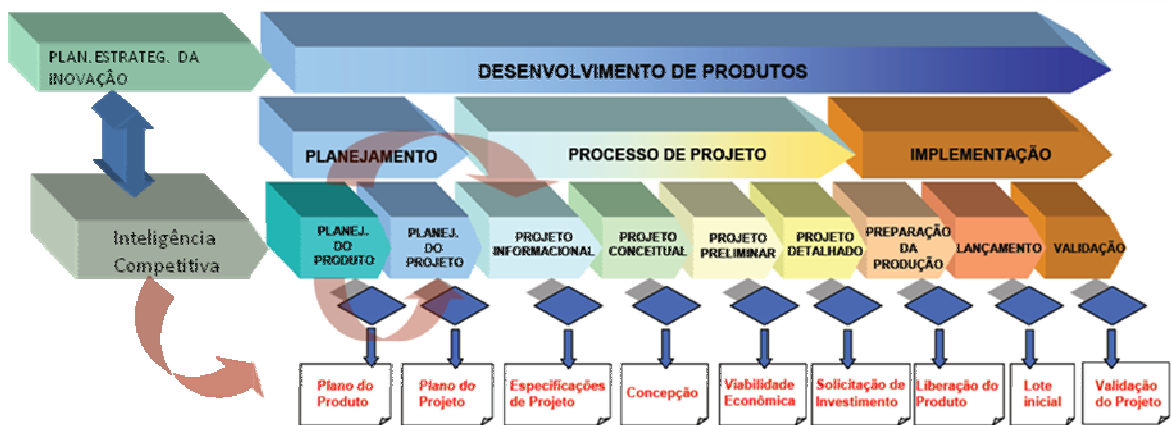 PLAN. ESTRATEG. DA
INOVAÇÃO
DESENVOLVIMENTO DE PRODUTOS
PLANEJAMENTO
PROCESSO DE PROJETO
IMPLEMENTAÇÃO
Inteligência
Competitiva
PLANEJ.
DO
PRODUTO
PLANEJ.
DO
PROJETO
PROJETO
INFORMACIONAL
PROJETO
CONCEITUAL
PROJETO
PRELIMINAR
PROJETO
DETALHADO
PREPARAÇÃO
DA
PRODUÇÃO
LANÇAMENTO
VALIDAÇÃO
Plano do
Produto
Plano do
Projeto
Especificações
de Projeto
Concepção
Viabilidade
Econômica
Solicitação de
Investimento
Liberação do
Produto
Lote
inicial
Validação
do Projeto